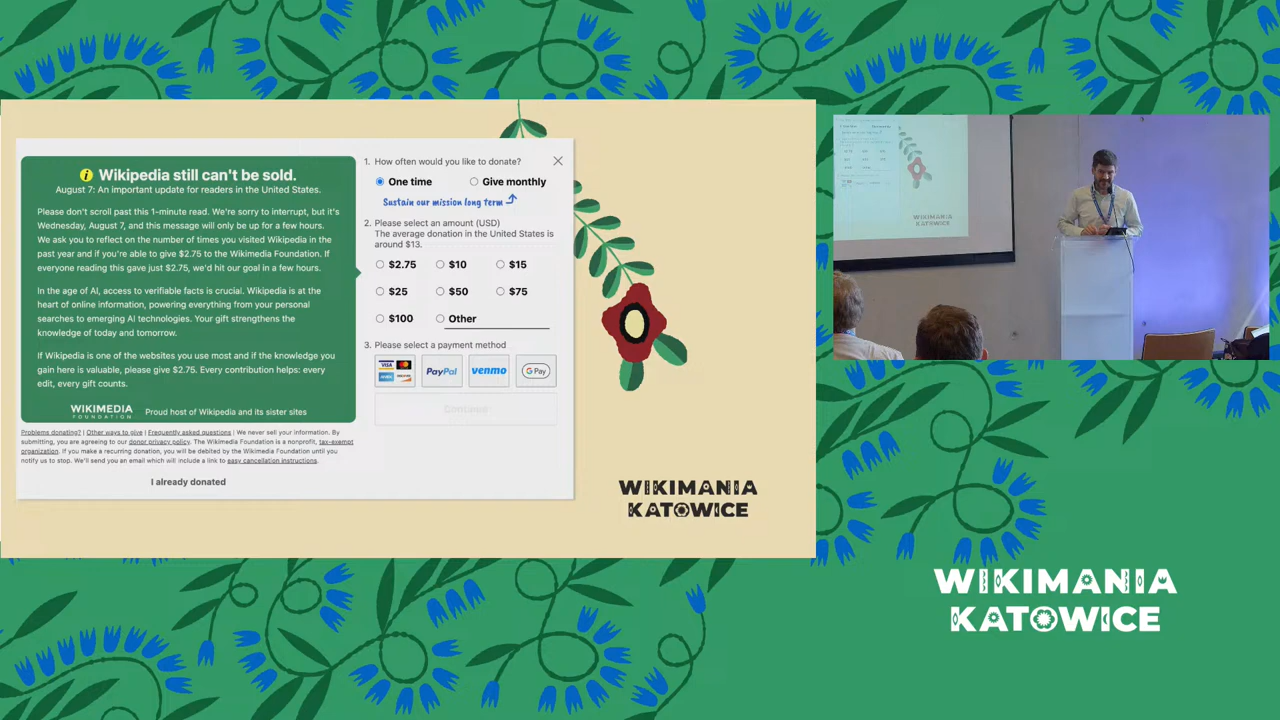 Wikipedia still can't be sold.
August 7: An important update for readers in the United States.
Please don't scroll past this 1-minute read. We're sorry to interrupt, but it's
Wednesday, August 7, and this message will only be up for a few hours.
We ask you to reflect on the number of times you visited Wikipedia in the
past year and if you're able to give $2.75 to the Wikimedia Foundation. If
everyone reading this gave just $2.75, we'd hit our goal in a few hours.
In the age of AI, access to verifiable facts is crucial. Wikipedia is at the
heart of online information, powering everything from your personal
searches to emerging AI technologies. Your gift strengthens the
knowledge of today and tomorrow.
If Wikipedia is one of the websites you use most and if the knowledge you
gain here is valuable, please give $2.75. Every contribution helps: every
edit, every gift counts.
WIKIMEDIA
FOUNDATION
Proud host of Wikipedia and its sister sites
Problems donating? | Other ways to give | Frequently asked questions | We never sell your information. By
submitting, you are agreeing to our donor privacy policy. The Wikimedia Foundation is a nonprofit, tax-exempt
organization. If you make a recurring donation, you will be debited by the Wikimedia Foundation until you
notify us to stop. We'll send you an email which will include a link to easy cancellation instructions.
I already donated
1. How often would you like to donate?
One time Give monthly
Sustain our mission long term
2. Please select an amount (USD)
The average donation in the United States is
around $13.
$2.75 $10 $15
$25 $50 $75
$100 Other
3. Please select a payment method
VISA PayPal venmo G Pay
Continue
WIKIMANIA
KATOWICE
WIKIMANIA
KATOWICE
WIKIMANIA
KATOWICE